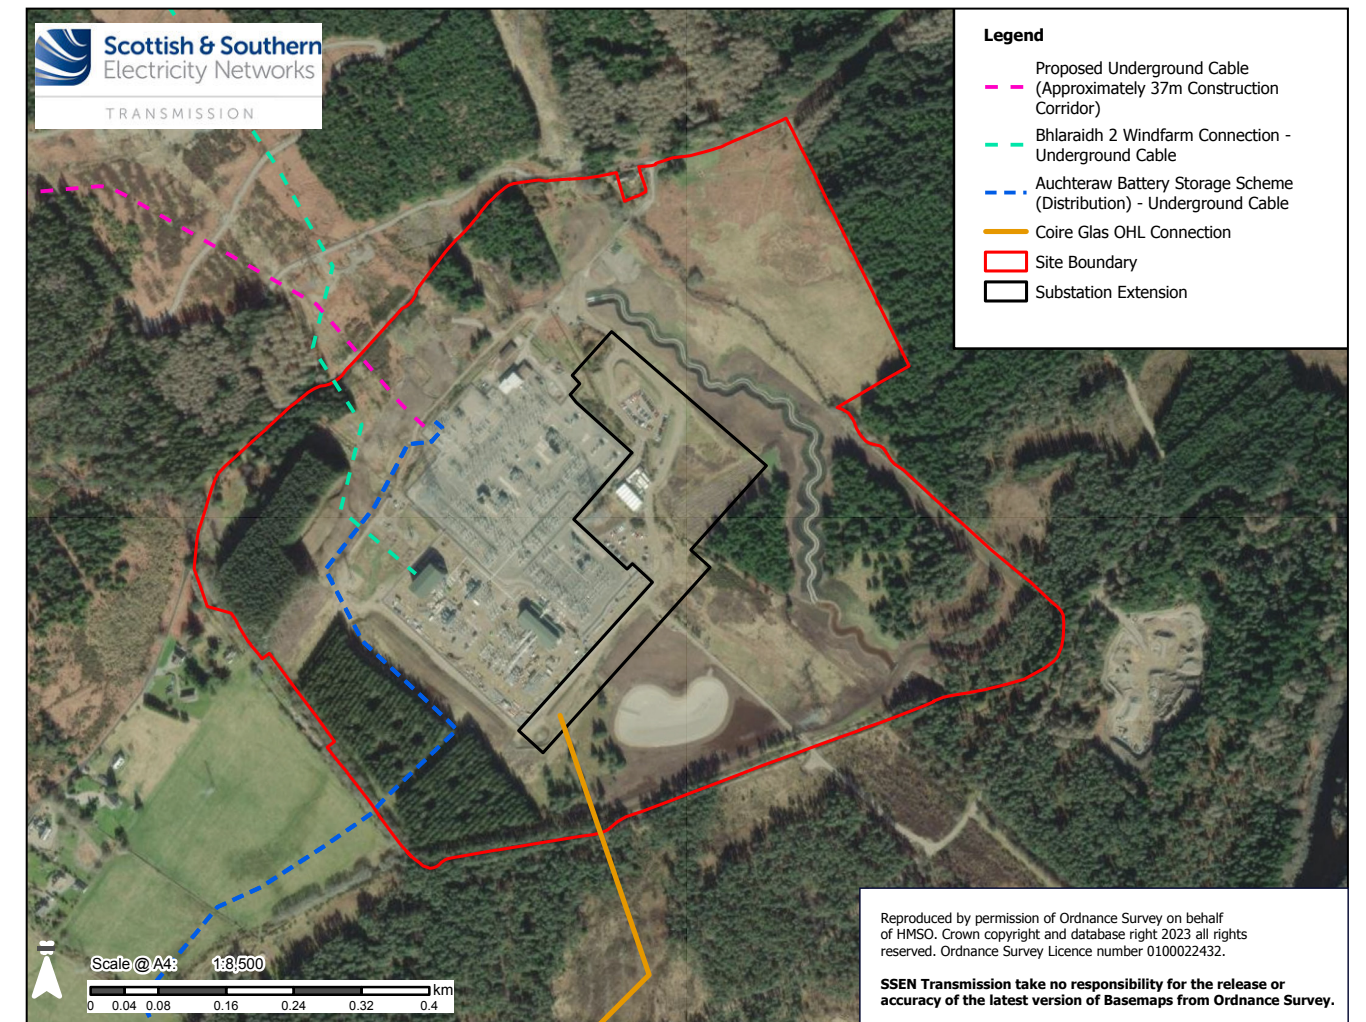 Scottish & Southern
Electricity Networks
TRANSMISSION
Legend
Proposed Underground Cable
(Approximately 37m Construction
Corridor)
Bhlaraidh 2 Windfarm Connection -
Underground Cable
Auchteraw Battery Storage Scheme
(Distribution) - Underground Cable
Coire Glas OHL Connection
Site Boundary
Substation Extension
Scale @ A4: 1:8,500
km
0 0.04 0.08 0.16 0.24 0.32 0.4
Reproduced by permission of Ordnance Survey on behalf
of HMSO. Crown copyright and database right 2023 all rights
reserved. Ordnance Survey Licence number 0100022432.
SSEN Transmission take no responsibility for the release or
accuracy of the latest version of Basemaps from Ordnance Survey.